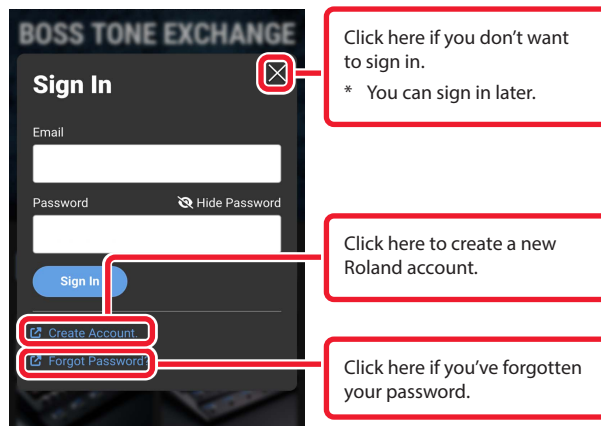 BOSS TONE EXCHANGE
Sign In
Email
Password
Hide Password
Sign In
Create Account.
Forgot Password?
Click here if you don’t want
to sign in.
* You can sign in later.
Click here to create a new
Roland account.
Click here if you’ve forgotten
your password.